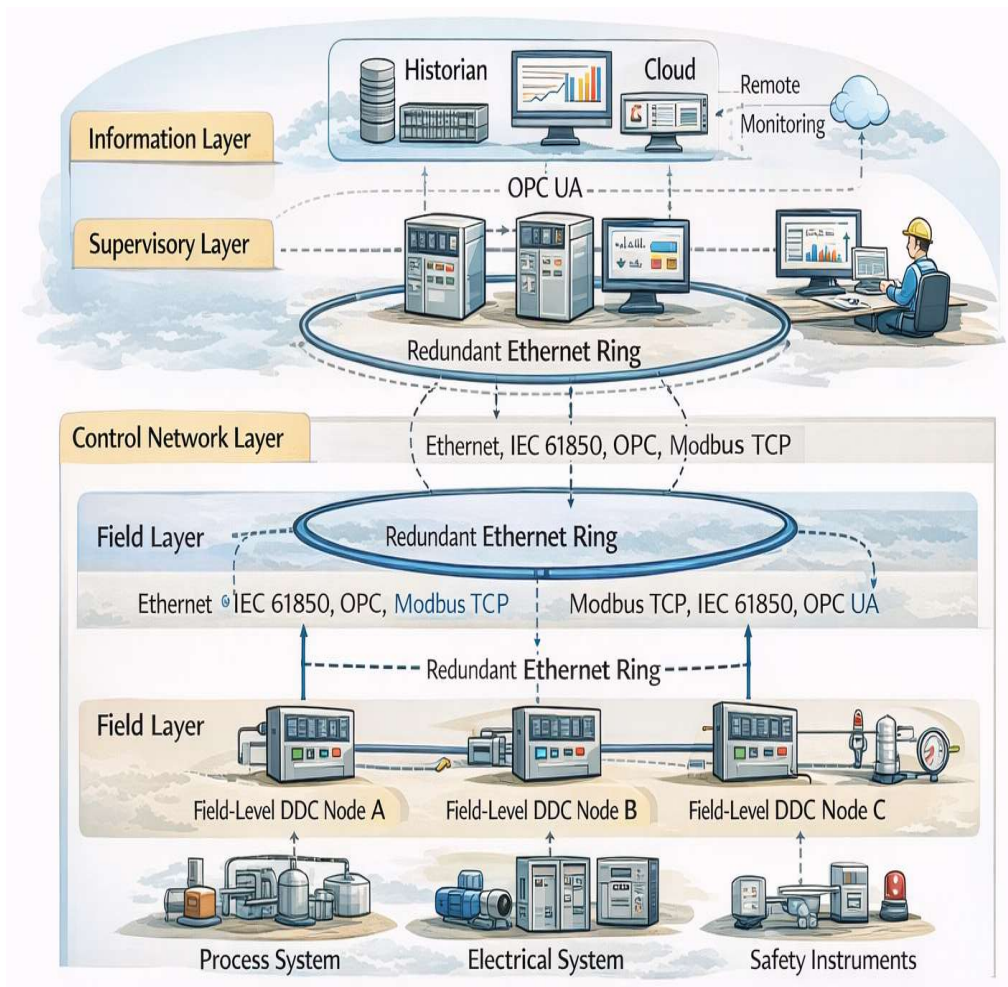 Historian
Cloud
Remote
Monitoring
Information Layer
OPC UA
Supervisory Layer
Redundant Ethernet Ring
Control Network Layer
Ethernet, IEC 61850, OPC, Modbus TCP
Field Layer
Redundant Ethernet Ring
Ethernet IEC 61850, OPC, Modbus TCP
Modbus TCP, IEC 61850, OPC UA
Redundant Ethernet Ring
Field Layer
Field-Level DDC Node A
Field-Level DDC Node B
Field-Level DDC Node C
Process System
Electrical System
Safety Instruments